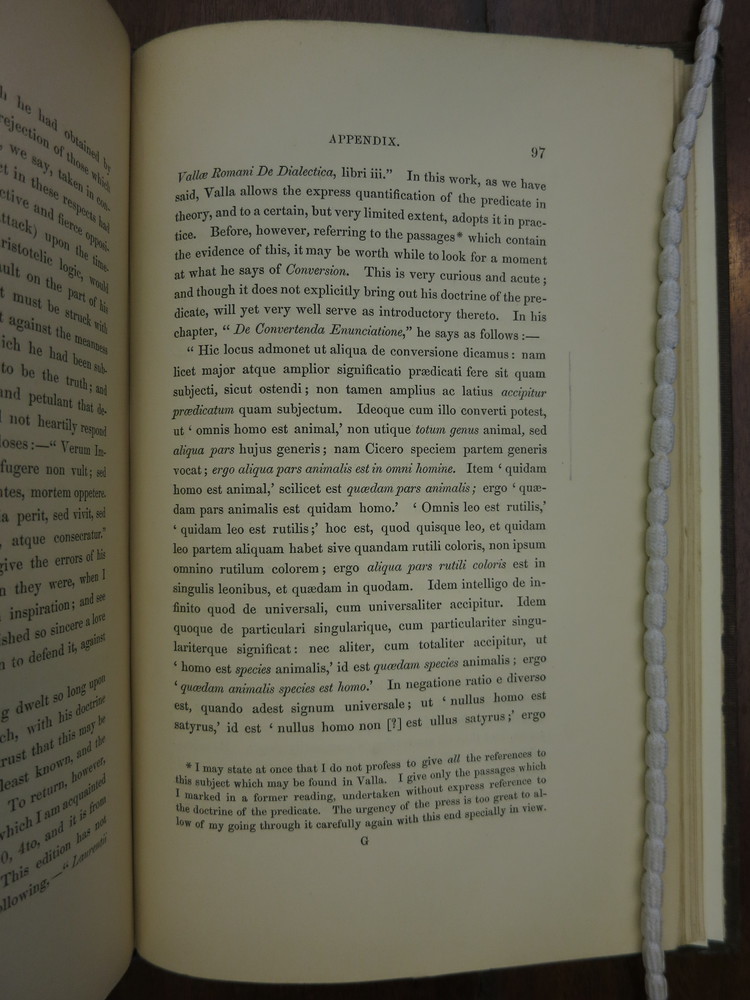 h he had obtained by
rejection of those which
, we say, taken in con-
et in these respects had
ctive and fierce opposi-
attack) upon the time-
ristotelic logic, would
ult on the part of his
t must be struck with
t against the meanness
ich he had been sub-
to be the truth; and
and petulant that de-
l not heartily respond
loses:—“ Verum Im-
fugere non vult; sed
ntes, mortem oppetere.
ia perit, sed vivit, sed
, atque consecratur.”
give the errors of his
n they were, when I
inspiration; and see
shed so sincere a love
n to defend it, against
g dwelt so long upon
ch, with his doctrine
rust that this may be
least known, and the
To return, however,
which I am acquainted
0, 4to, and it is from
This edition has not
ollowing,—“ Laurentii
APPENDIX.
97
Vallæ Romani De Dialectica, libri iii.” In this work, as we have
said, Valla allows the express quantification of the predicate in
theory, and to a certain, but very limited extent, adopts it in prac-
tice. Before, however, referring to the passages* which contain
the evidence of this, it may be worth while to look for a moment
at what he says of Conversion. This is very curious and acute;
and though it does not explicitly bring out his doctrine of the pre-
dicate, will yet very well serve as introductory thereto. In his
chapter, “ De Convertenda Enunciatione,” he says as follows:—
“ Hic locus admonet ut aliqua de conversione dicamus: nam
licet major atque amplior significatio prædicati fere sit quam
subjecti, sicut ostendi; non tamen amplius ac latius accipitur
prædicatum quam subjectum. Ideoque cum illo converti potest,
ut ‘ omnis homo est animal,’ non utique totum genus animal, sed
aliqua pars hujus generis; nam Cicero speciem partem generis
vocat; ergo aliqua pars animalis est in omni homine. Item ‘ quidam
homo est animal,’ scilicet est quædam pars animalis; ergo ‘ quæ-
dam pars animalis est quidam homo.’ ‘ Omnis leo est rutilis,’
‘ quidam leo est rutilis;’ hoc est, quod quisque leo, et quidam
leo partem aliquam habet sive quandam rutili coloris, non ipsum
omnino rutilum colorem; ergo aliqua pars rutili coloris est in
singulis leonibus, et quædam in quodam. Idem intelligo de in-
finito quod de universali, cum universaliter accipitur. Idem
quoque de particulari singularique, cum particulariter singu-
lariterque significat: nec aliter, cum totaliter accipitur, ut
‘ homo est species animalis,’ id est quædam species animalis; ergo
‘ quædam animalis species est homo.’ In negatione ratio e diverso
est, quando adest signum universale; ut ‘ nullus homo est
satyrus,’ id est ‘ nullus homo non [?] est ullus satyrus;’ ergo
* I may state at once that I do not profess to give all the references to
this subject which may be found in Valla. I give only the passages which
I marked in a former reading, undertaken without express reference to
the doctrine of the predicate. The urgency of the press is too great to al-
low of my going through it carefully again with this end specially in view.
G